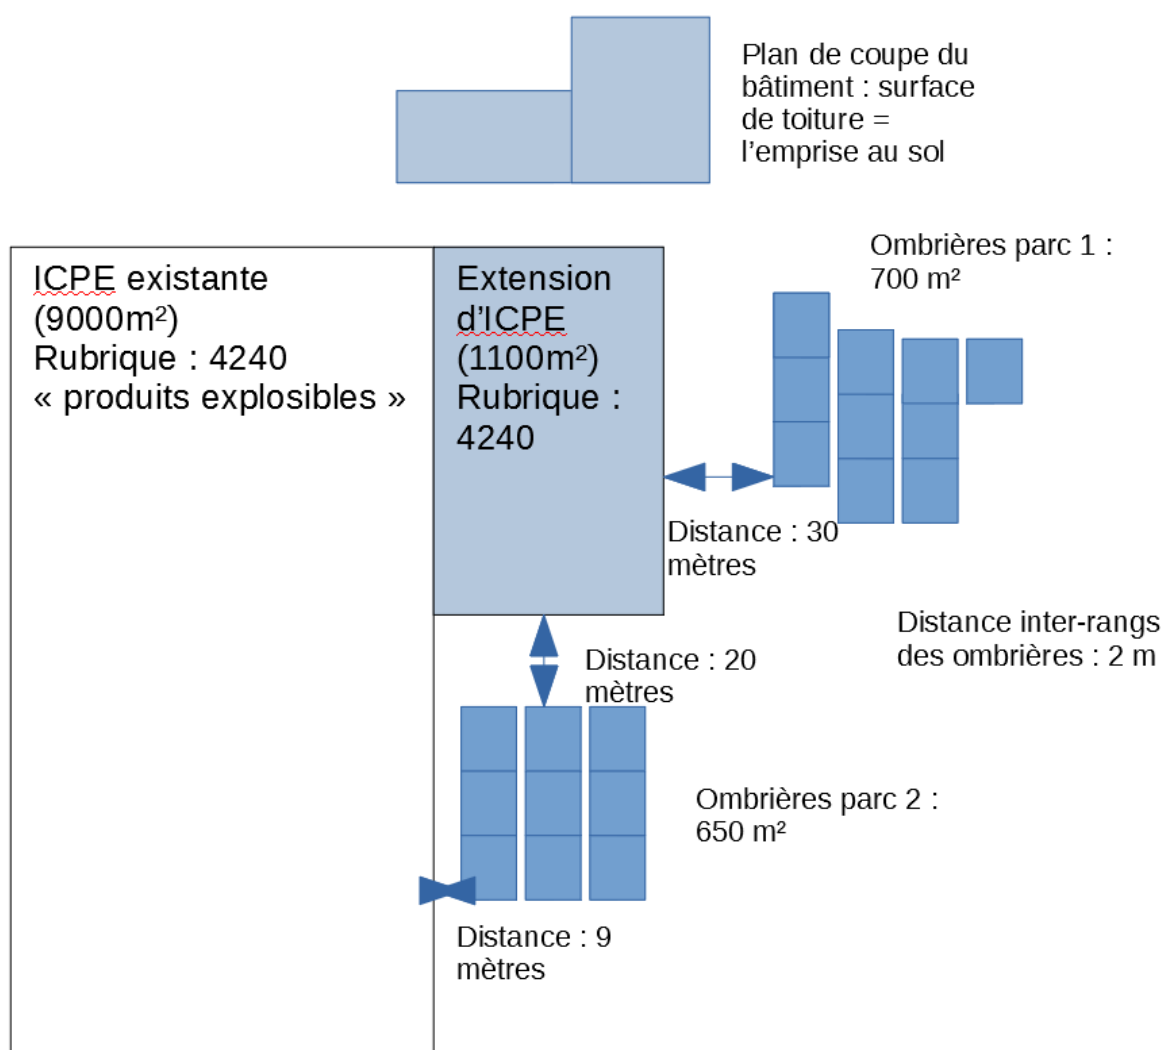 Plan de coupe du
bâtiment : surface
de toiture =
l’emprise au sol
Ombrières parc 1 :
700 m²
ICPE existante
(9000m²)
Rubrique : 4240
« produits explosibles »
Extension
d’ICPE
(1100m²)
Rubrique :
4240
Distance : 30
mètres
Distance inter-rangs
des ombrières : 2 m
Distance : 20
mètres
Ombrières parc 2 :
650 m²
Distance : 9
mètres